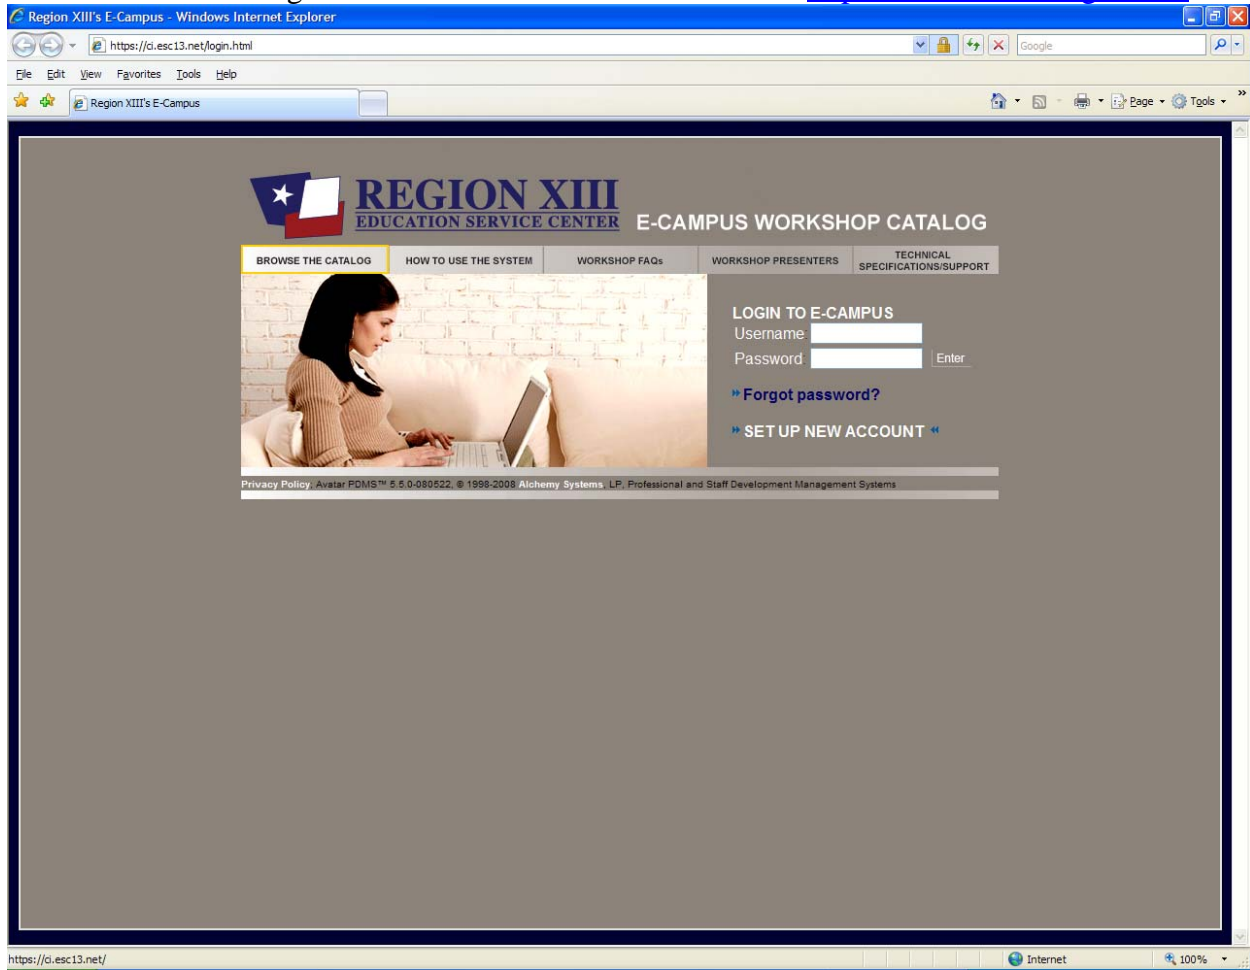 Region XIII's E-Campus - Windows Internet Explorer
https://ci.esc13.net/login.html
Google
File Edit View Favorites Tools Help
Region XIII's E-Campus
Page Tools
REGION XIII
EDUCATION SERVICE CENTER
E-CAMPUS WORKSHOP CATALOG
BROWSE THE CATALOG
HOW TO USE THE SYSTEM
WORKSHOP FAQs
WORKSHOP PRESENTERS
TECHNICAL
SPECIFICATIONS/SUPPORT
LOGIN TO E-CAMPUS
Username
Password
Enter
» Forgot password?
» SET UP NEW ACCOUNT «
Privacy Policy. Avatar PDMS™ 5.5.0-080522, © 1998-2008 Alchemy Systems. LP, Professional and Staff Development Management Systems
https://ci.esc13.net/
Internet
100%